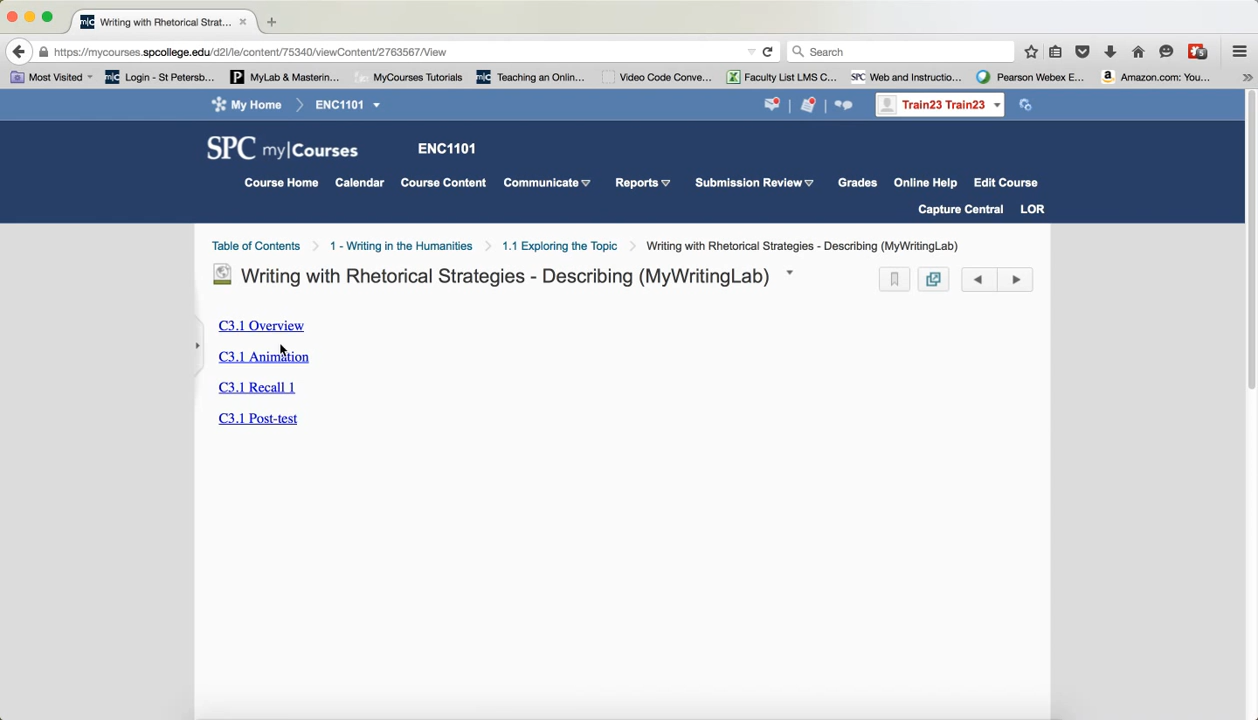 Writing with Rhetorical Strat...
https://mycourses.spcollege.edu/d2l/le/content/75340/viewContent/2763567/View
Search
5
Most Visited
m|c Login - St Petersb...
P MyLab & Mastering...
MyCourses Tutorials
m|c Teaching an Onlin...
Video Code Conve...
Faculty List LMS C...
SPC Web and Instructio...
Pearson Webex E...
a Amazon.com: You...
My Home
ENC1101
Train23 Train23
SPC my|Courses
ENC1101
Course Home Calendar Course Content Communicate Reports Submission Review Grades Online Help Edit Course
Capture Central LOR
Table of Contents 1 - Writing in the Humanities 1.1 Exploring the Topic Writing with Rhetorical Strategies - Describing (MyWritingLab)
Writing with Rhetorical Strategies - Describing (MyWritingLab)
C3.1 Overview
C3.1 Animation
C3.1 Recall 1
C3.1 Post-test